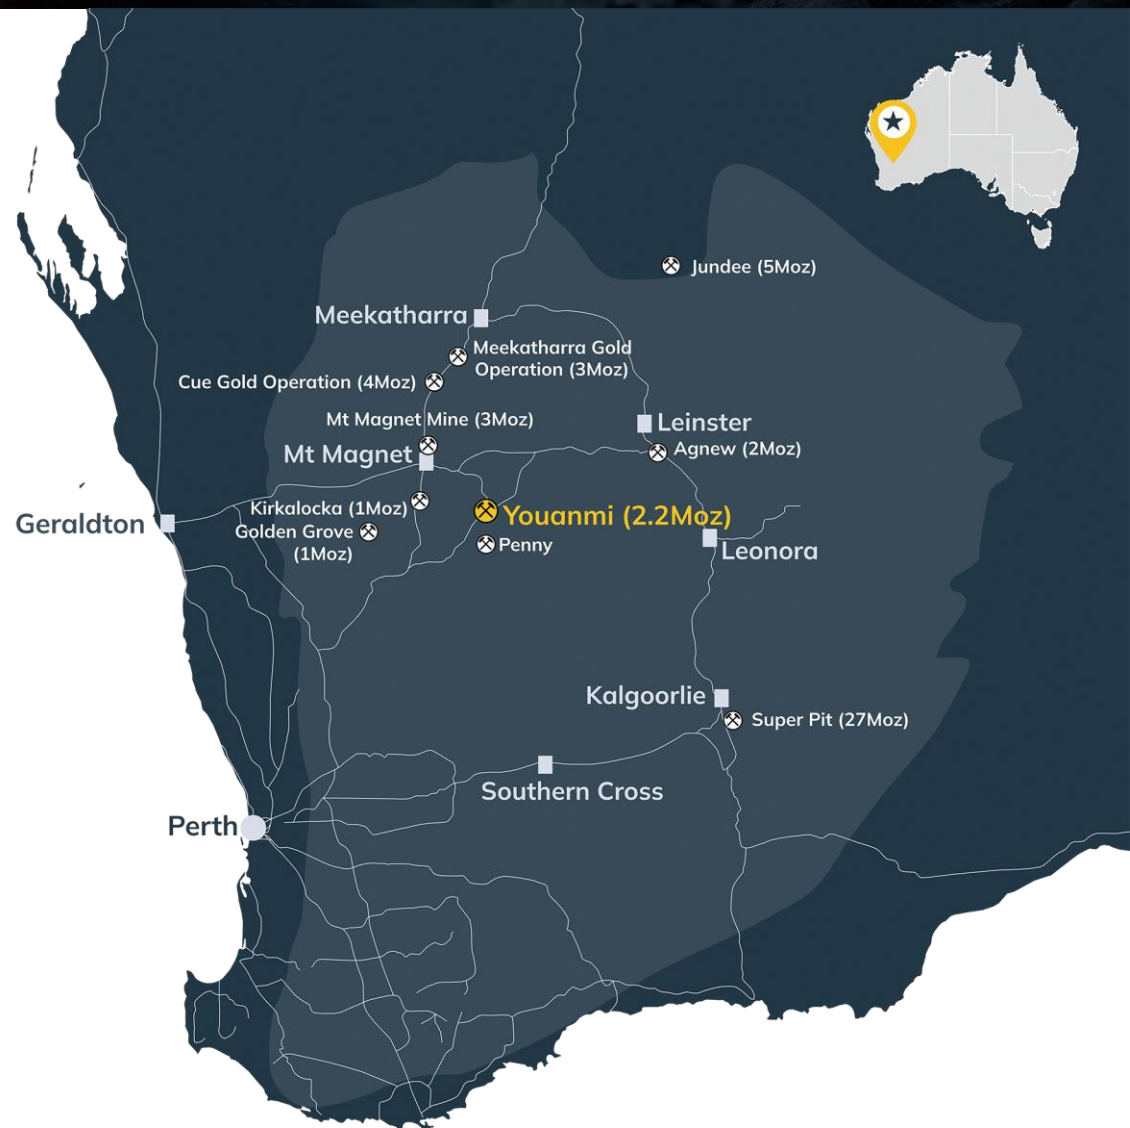 Jundee (5Moz)
Meekatharra
Meekatharra Gold
Operation (3Moz)
Cue Gold Operation (4Moz)
Mt Magnet Mine (3Moz)
Leinster
Agnew (2Moz)
Mt Magnet
Kirkalocka (1Moz)
Youanmi (2.2Moz)
Geraldton
Golden Grove
(1Moz)
Penny
Leonora
Kalgoorlie
Super Pit (27Moz)
Southern Cross
Perth